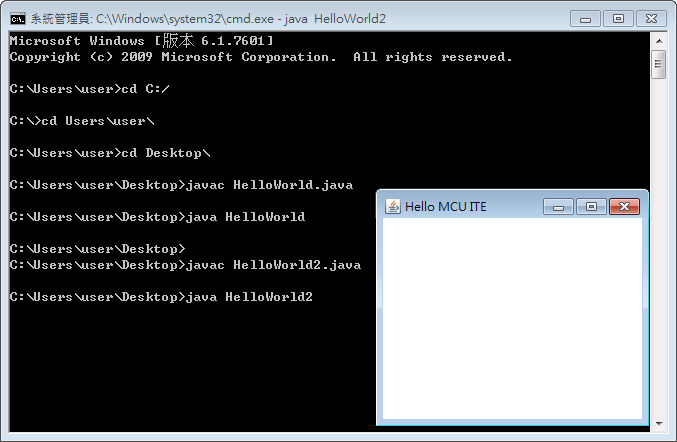 系統管理員: C:\Windows\system32\cmd.exe - java  HelloWorld2
Microsoft Windows [版本 6.1.7601]
Copyright (c) 2009 Microsoft Corporation.  All rights reserved.
C:\Users\user>cd C:/
C:\>cd Users\user\
C:\Users\user>cd Desktop\
C:\Users\user\Desktop>javac HelloWorld.java
C:\Users\user\Desktop>java HelloWorld
C:\Users\user\Desktop>
C:\Users\user\Desktop>javac HelloWorld2.java
C:\Users\user\Desktop>java HelloWorld2
Hello MCU ITE